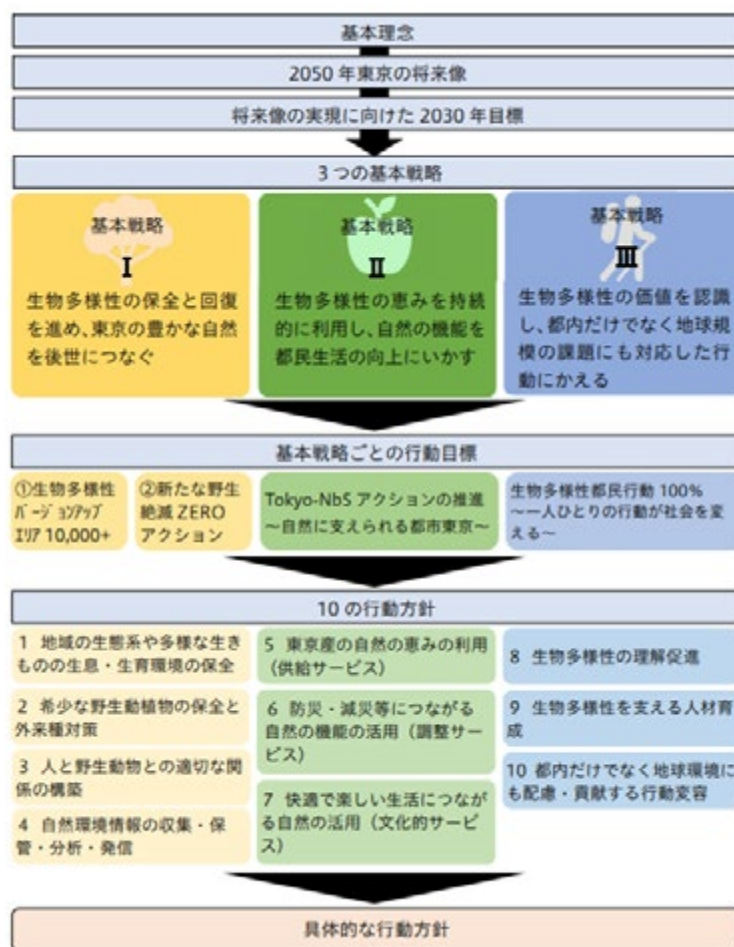 基本理念
2050 年東京の将来像
将来像の実現に向けた 2030 年目標
3 つの基本戦略
基本戦略
I
生物多様性の保全と回復
を進め、東京の豊かな自然
を後世につなぐ
基本戦略
II
生物多様性の恵みを持続
的に利用し、自然の機能を
都民生活の向上にいかす
基本戦略
III
生物多様性の価値を認識
し、都内だけでなく地球規
模の課題にも対応した行
動にかえる
基本戦略ごとの行動目標
①生物多様性
バージョンアップ
エリア 10,000+
②新たな野生
絶滅 ZERO
アクション
Tokyo-NbS アクションの推進
~自然に支えられる都市東京~
生物多様性都民行動 100%
~一人ひとりの行動が社会を変
える~
10 の行動方針
1 地域の生態系や多様な生き
ものの生息・生育環境の保全
2 希少な野生動植物の保全と
外来種対策
3 人と野生動物との適切な関
係の構築
4 自然環境情報の収集・保
管・分析・発信
5 東京産の自然の恵みの利用
(供給サービス)
6 防災・減災等につながる
自然の機能の活用(調整サー
ビス)
7 快適で楽しい生活につなが
る自然の活用(文化的サービ
ス)
8 生物多様性の理解促進
9 生物多様性を支える人材育
成
10 都内だけでなく地球環境に
も配慮・貢献する行動変容
具体的な行動方針